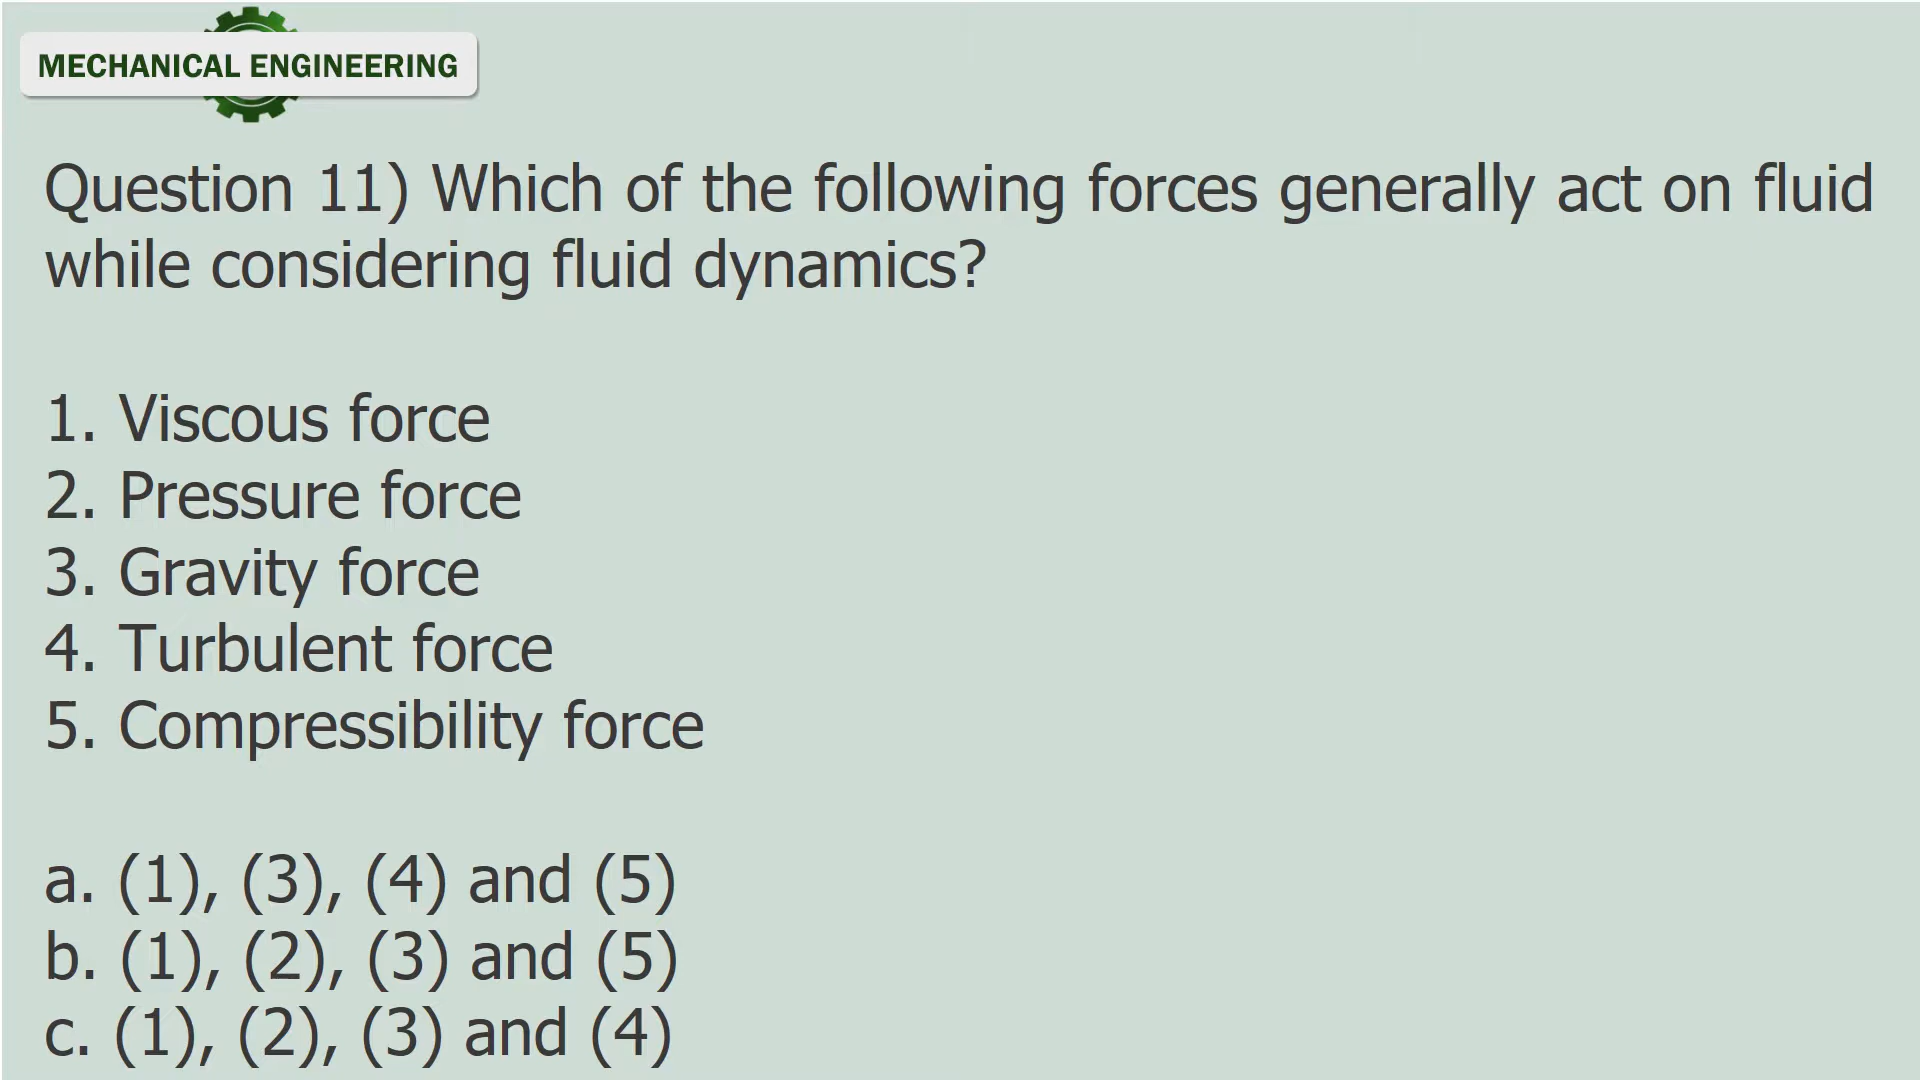 MECHANICAL ENGINEERING
Question 11) Which of the following forces generally act on fluid
while considering fluid dynamics?
1. Viscous force
2. Pressure force
3. Gravity force
4. Turbulent force
5. Compressibility force
a. (1), (3), (4) and (5)
b. (1), (2), (3) and (5)
c. (1), (2), (3) and (4)